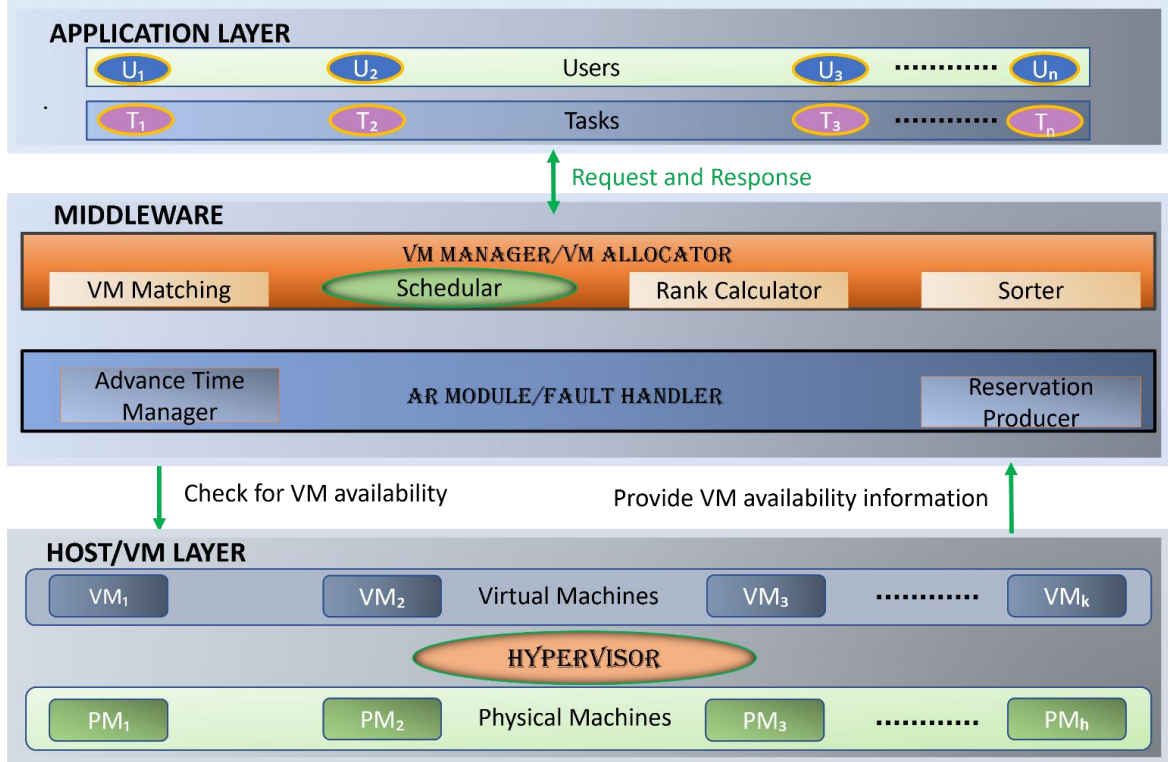 APPLICATION LAYER
U₁ U₂ Users U₃ ............ Uₙ
T₁ T₂ Tasks T₃ ............ Tₙ
Request and Response
MIDDLEWARE
VM MANAGER/VM ALLOCATOR
VM Matching Schedular Rank Calculator Sorter
Advance Time
Manager
AR MODULE/FAULT HANDLER
Reservation
Producer
Check for VM availability
Provide VM availability information
HOST/VM LAYER
VM₁ VM₂ Virtual Machines VM₃ ............ VMₖ
HYPERVISOR
PM₁ PM₂ Physical Machines PM₃ ............ PMₕ